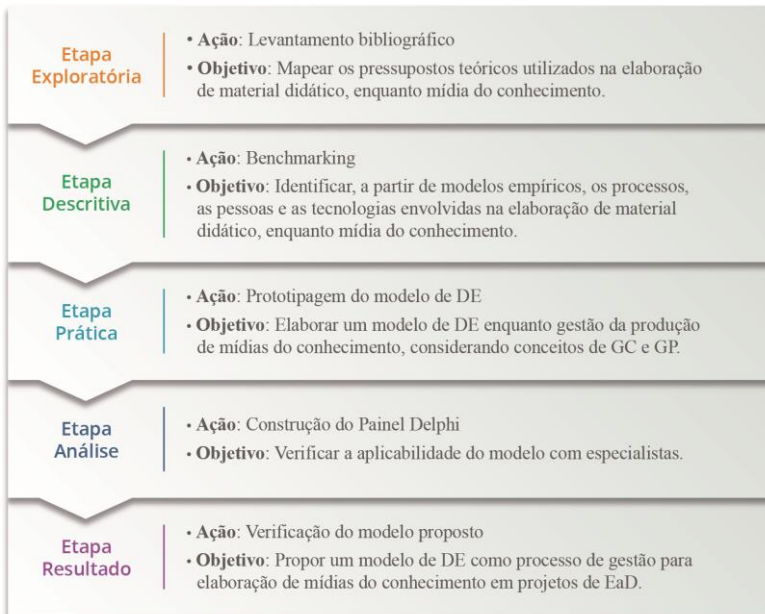 Etapa
Exploratória
• Ação: Levantamento bibliográfico
• Objetivo: Mapear os pressupostos teóricos utilizados na elaboração
de material didático, enquanto mídia do conhecimento.
Etapa
Descritiva
• Ação: Benchmarking
• Objetivo: Identificar, a partir de modelos empíricos, os processos,
as pessoas e as tecnologias envolvidas na elaboração de material
didático, enquanto mídia do conhecimento.
Etapa
Prática
• Ação: Prototipagem do modelo de DE
• Objetivo: Elaborar um modelo de DE enquanto gestão da produção
de mídias do conhecimento, considerando conceitos de GC e GP.
Etapa
Análise
• Ação: Construção do Painel Delphi
• Objetivo: Verificar a aplicabilidade do modelo com especialistas.
Etapa
Resultado
• Ação: Verificação do modelo proposto
• Objetivo: Propor um modelo de DE como processo de gestão para
elaboração de mídias do conhecimento em projetos de EaD.